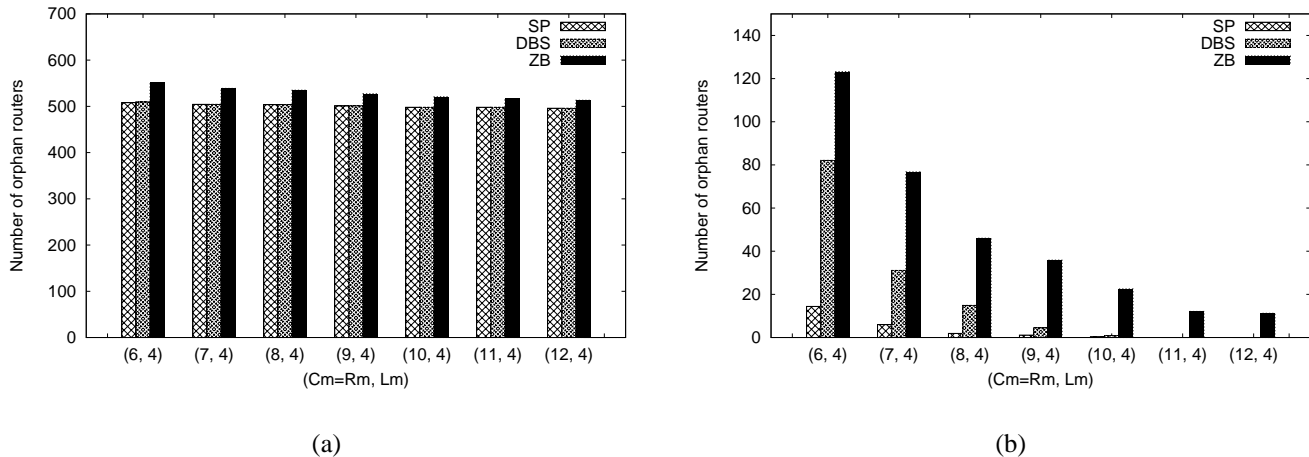 Number of orphan routers
700
600
500
400
300
200
100
0
SP
DBS
ZB
(6, 4) (7, 4) (8, 4) (9, 4) (10, 4) (11, 4) (12, 4)
(Cm=Rm, Lm)
(a)
Number of orphan routers
140
120
100
80
60
40
20
0
SP
DBS
ZB
(6, 4) (7, 4) (8, 4) (9, 4) (10, 4) (11, 4) (12, 4)
(Cm=Rm, Lm)
(b)